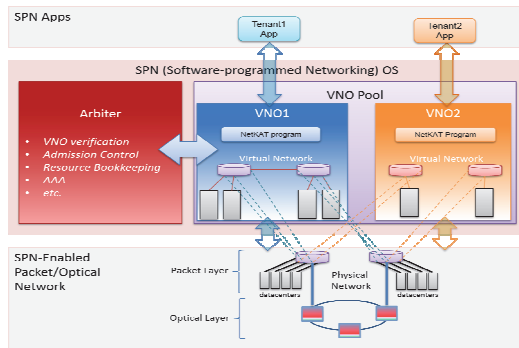 SPN Apps
Tenant1
App
Tenant2
App
SPN (Software-programmed Networking) OS
VNO Pool
Arbiter
• VNO verification
• Admission Control
• Resource Bookkeeping
• AAA
• etc.
VNO1
NetKAT program
Virtual Network
VNO2
NetKAT Program
Virtual Network
SPN-Enabled
Packet/Optical
Network
Packet Layer
Physical
Network
datacenters
datacenters
Optical Layer